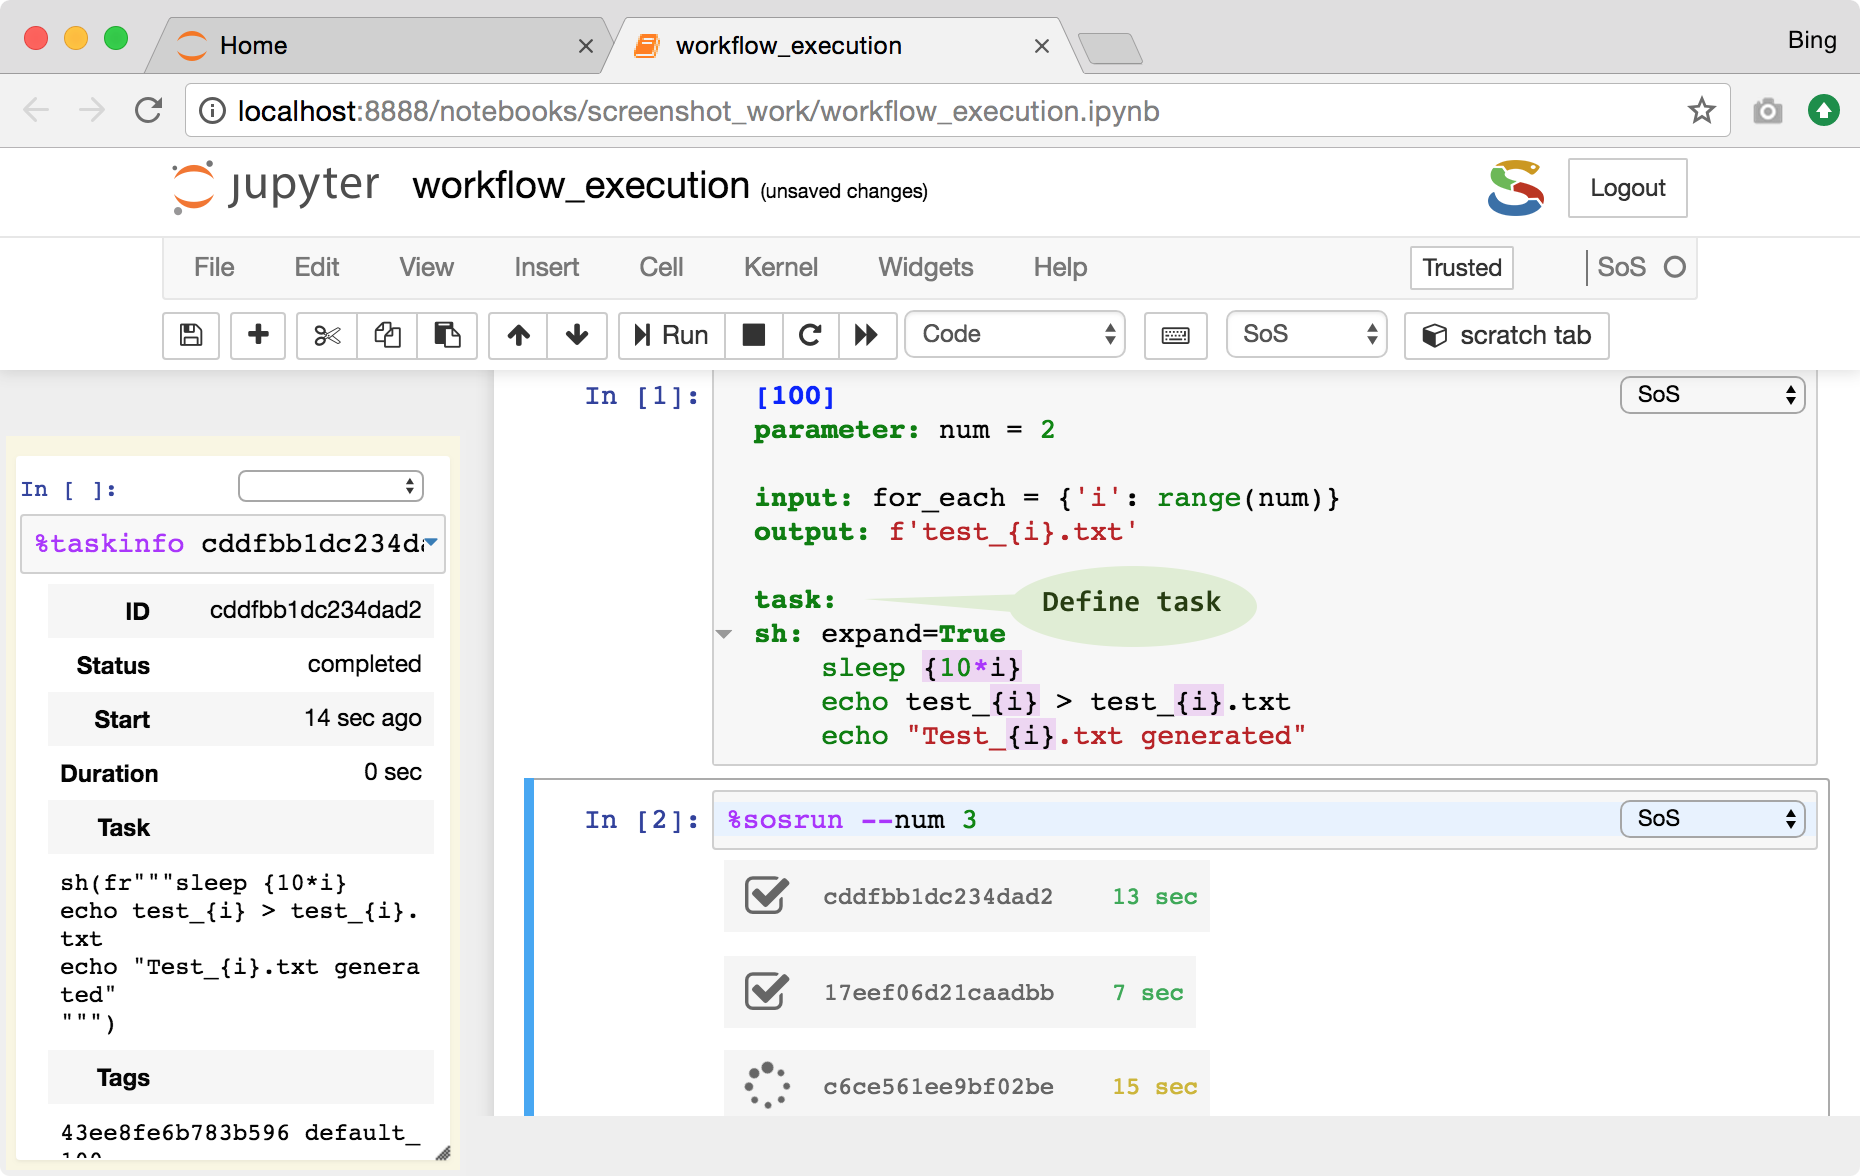 Home
workflow_execution
Bing
localhost:8888/notebooks/screenshot_work/workflow_execution.ipynb
jupyter workflow_execution (unsaved changes)
Logout
File Edit View Insert Cell Kernel Widgets Help Trusted SoS
Run Code SoS scratch tab
In [ ]:
%taskinfo cddfbb1dc234da
ID cddfbb1dc234dad2
Status completed
Start 14 sec ago
Duration 0 sec
Task
sh(fr"""sleep {10*i}
echo test_{i} > test_{i}.
txt
echo "Test_{i}.txt genera
ted"
""")
Tags
43ee8fe6b783b596 default_
In [1]: [100] SoS
parameter: num = 2
input: for_each = {'i': range(num)}
output: f'test_{i}.txt'
task: Define task
sh: expand=True
sleep {10*i}
echo test_{i} > test_{i}.txt
echo "Test_{i}.txt generated"
In [2]: %sosrun --num 3 SoS
cddfbb1dc234dad2 13 sec
17eef06d21caadbb 7 sec
c6ce561ee9bf02be 15 sec